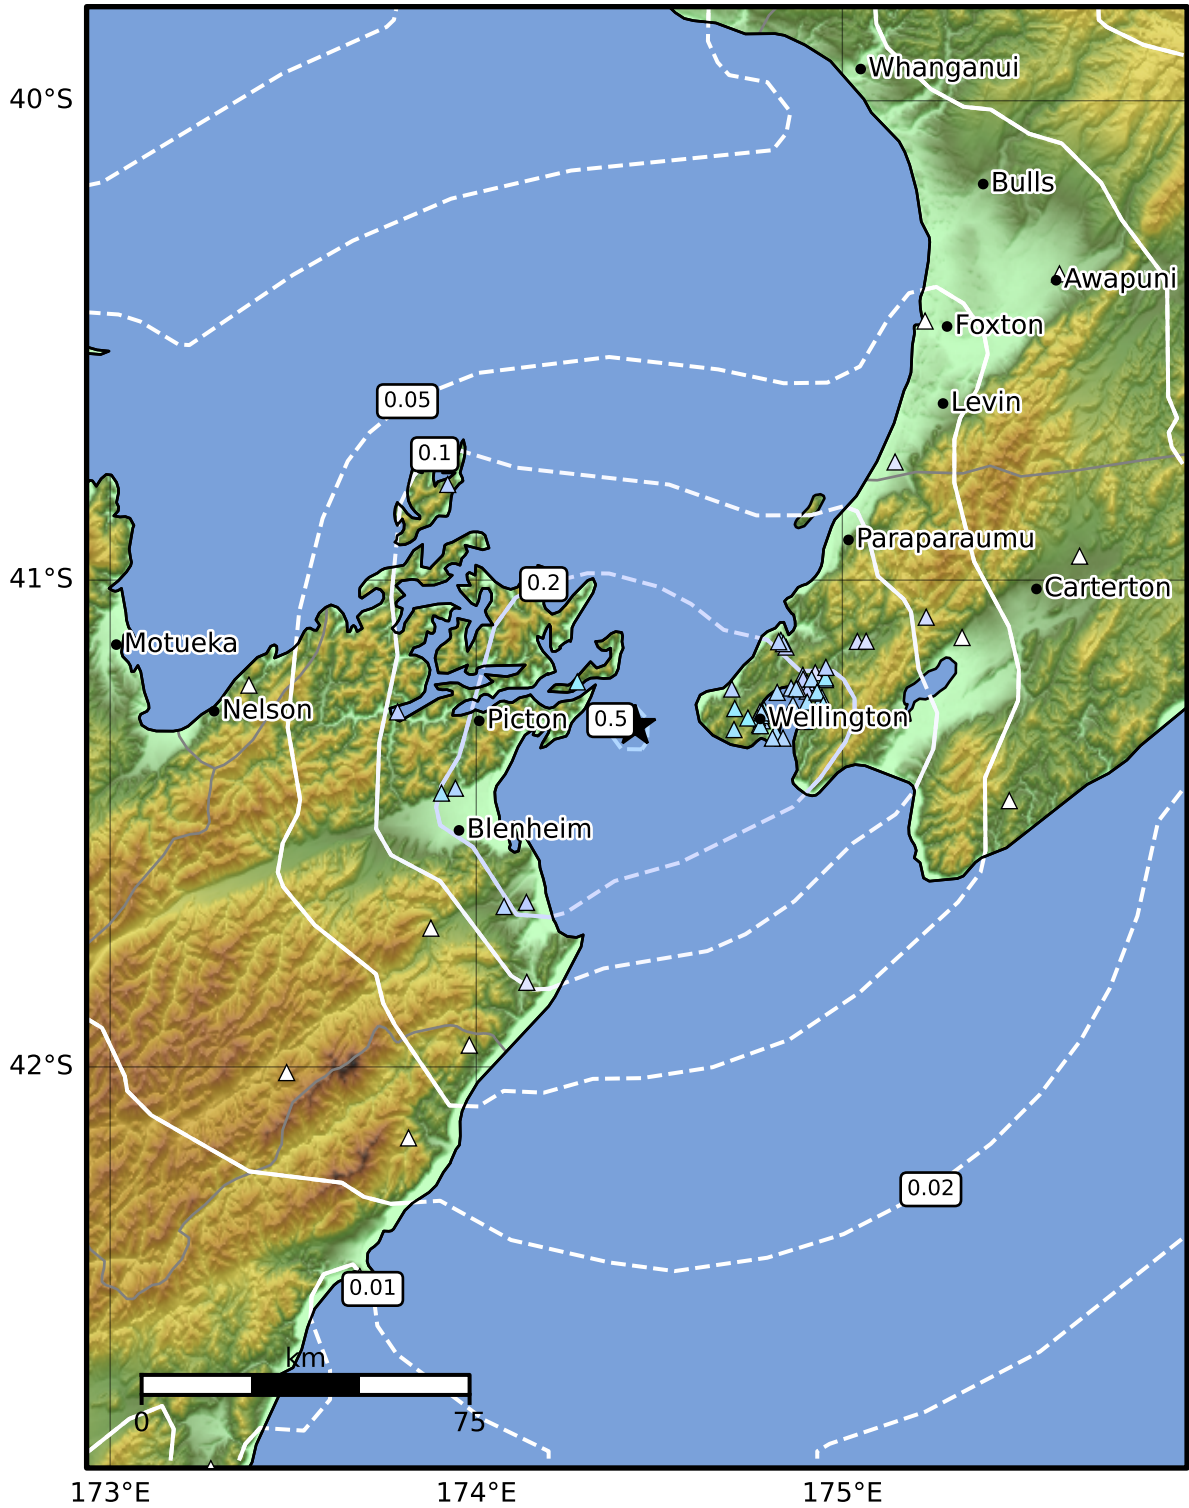 Whanganui
40°S
Bulls
Awapuni
Foxton
0.05
Levin
0.1
Paraparaumu
41°S
0.2
Carterton
Motueka
Nelson
Picton
0.5
Wellington
Blenheim
42°S
0.02
0.01
km
0
75
173°E
174°E
175°E